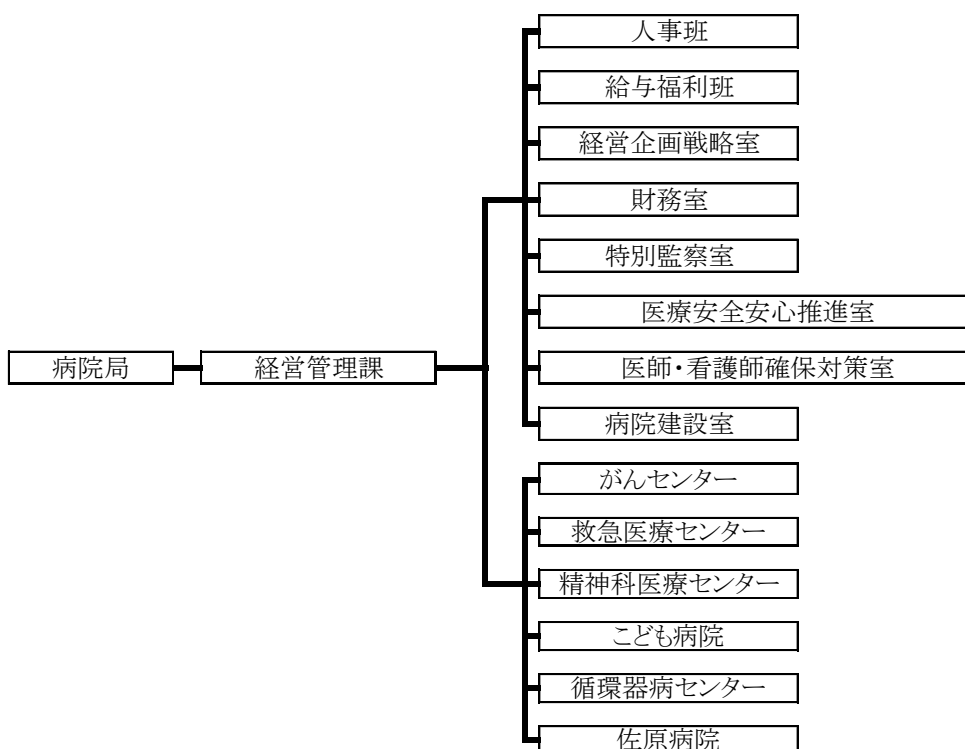 人事班
給与福利班
経営企画戦略室
財務室
特別監察室
医療安全安心推進室
病院局
経営管理課
医師・看護師確保対策室
病院建設室
がんセンター
救急医療センター
精神科医療センター
こども病院
循環器病センター
佐原病院